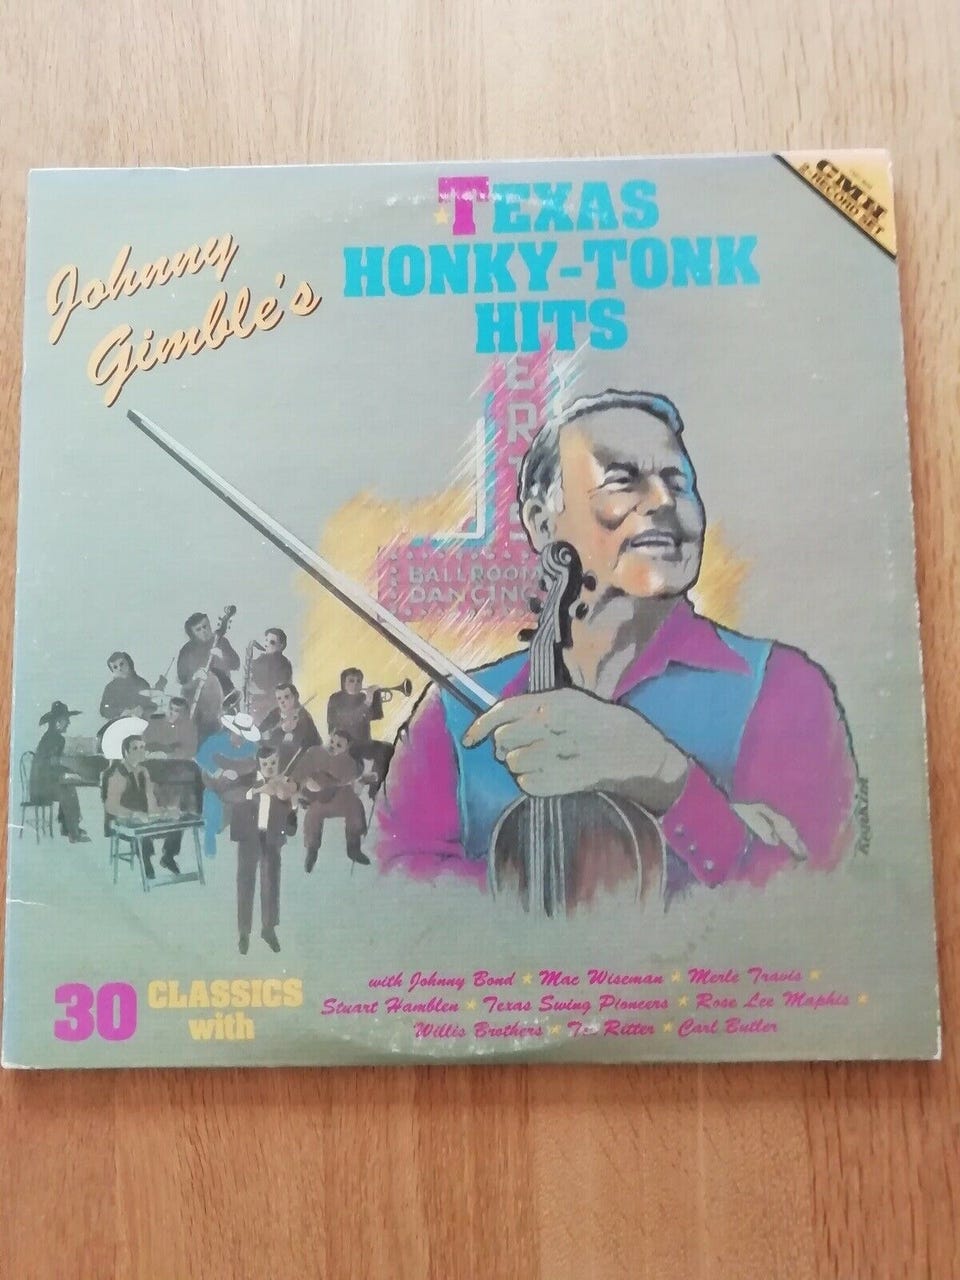 CMH
2-RECORD SET
TEXAS
HONKY-TONK
HITS
Johnny
Gimble's
BALLROOM
DANCING
30 CLASSICS
with
with Johnny Bond ★ Mac Wiseman ★ Merle Travis ★
Stuart Hamblen ★ Texas Swing Pioneers ★ Rose Lee Maphis ★
Willis Brothers ★ Tex Ritter ★ Carl Butler